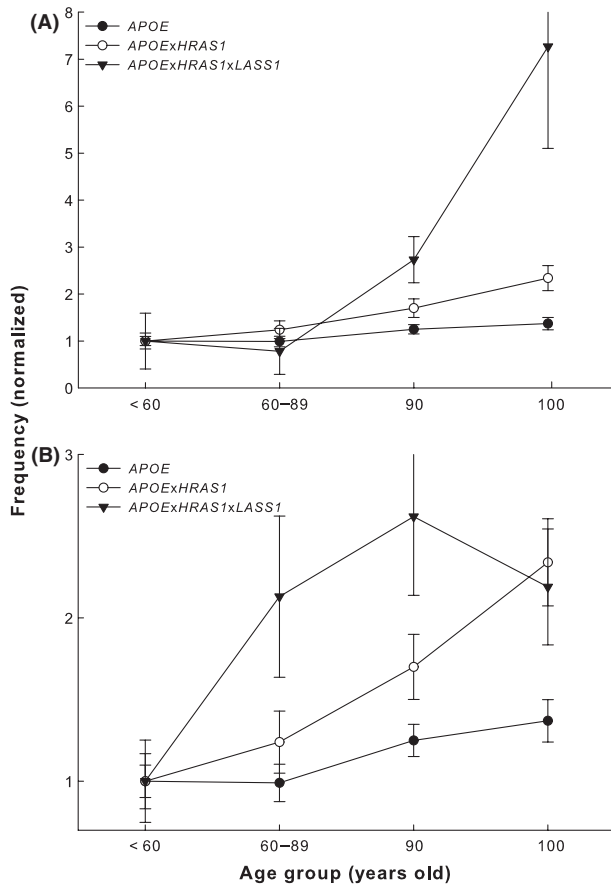 (A)
APOE
APOExHRAS1
APOExHRAS1xLASS1
8
7
6
5
4
3
2
1
0
< 60
60–89
90
100
Frequency (normalized)
(B)
APOE
APOExHRAS1
APOExHRAS1xLASS1
3
2
1
< 60
60–89
90
100
Age group (years old)